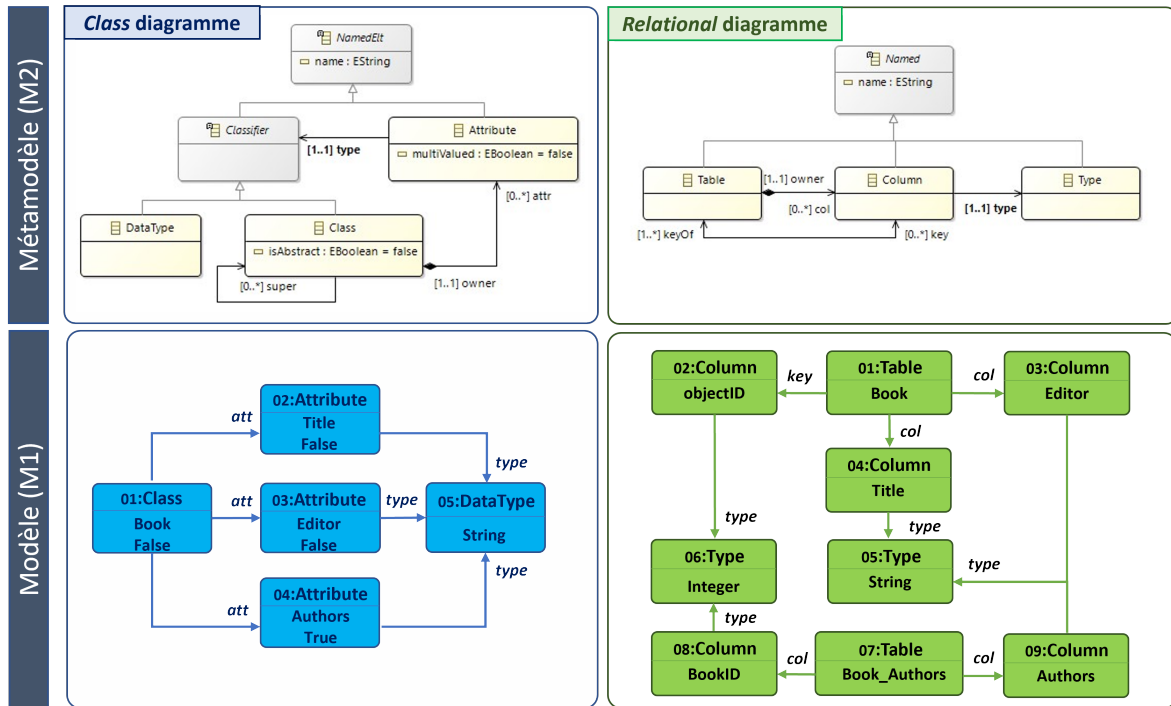 Métamodèle (M2)
Class diagramme
NamedElt
name : EString
Classifier
Attribute
multiValued : EBoolean = false
[1..1] type
[0..*] attr
DataType
Class
isAbstract : EBoolean = false
[0..*] super
[1..1] owner
Relational diagramme
Named
name : EString
Table
[1..1] owner
Column
Type
[0..*] col
[1..1] type
[1..*] keyOf
[0..*] key
Modèle (M1)
02:Attribute
Title
False
att
type
01:Class
Book
False
att
03:Attribute
Editor
False
type
05:DataType
String
type
att
04:Attribute
Authors
True
02:Column
objectID
key
01:Table
Book
col
03:Column
Editor
col
04:Column
Title
type
type
06:Type
Integer
05:Type
String
type
type
08:Column
BookID
col
07:Table
Book_Authors
col
09:Column
Authors